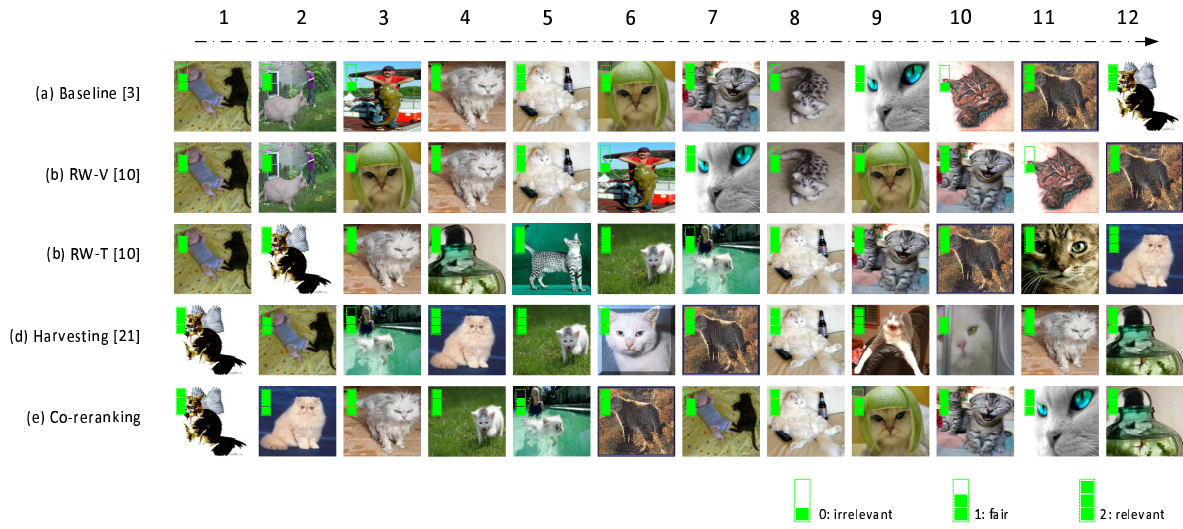 1 2 3 4 5 6 7 8 9 10 11 12
(a) Baseline [3]
(b) RW-V [10]
(b) RW-T [10]
(d) Harvesting [21]
(e) Co-reranking
0: irrelevant 1: fair 2: relevant